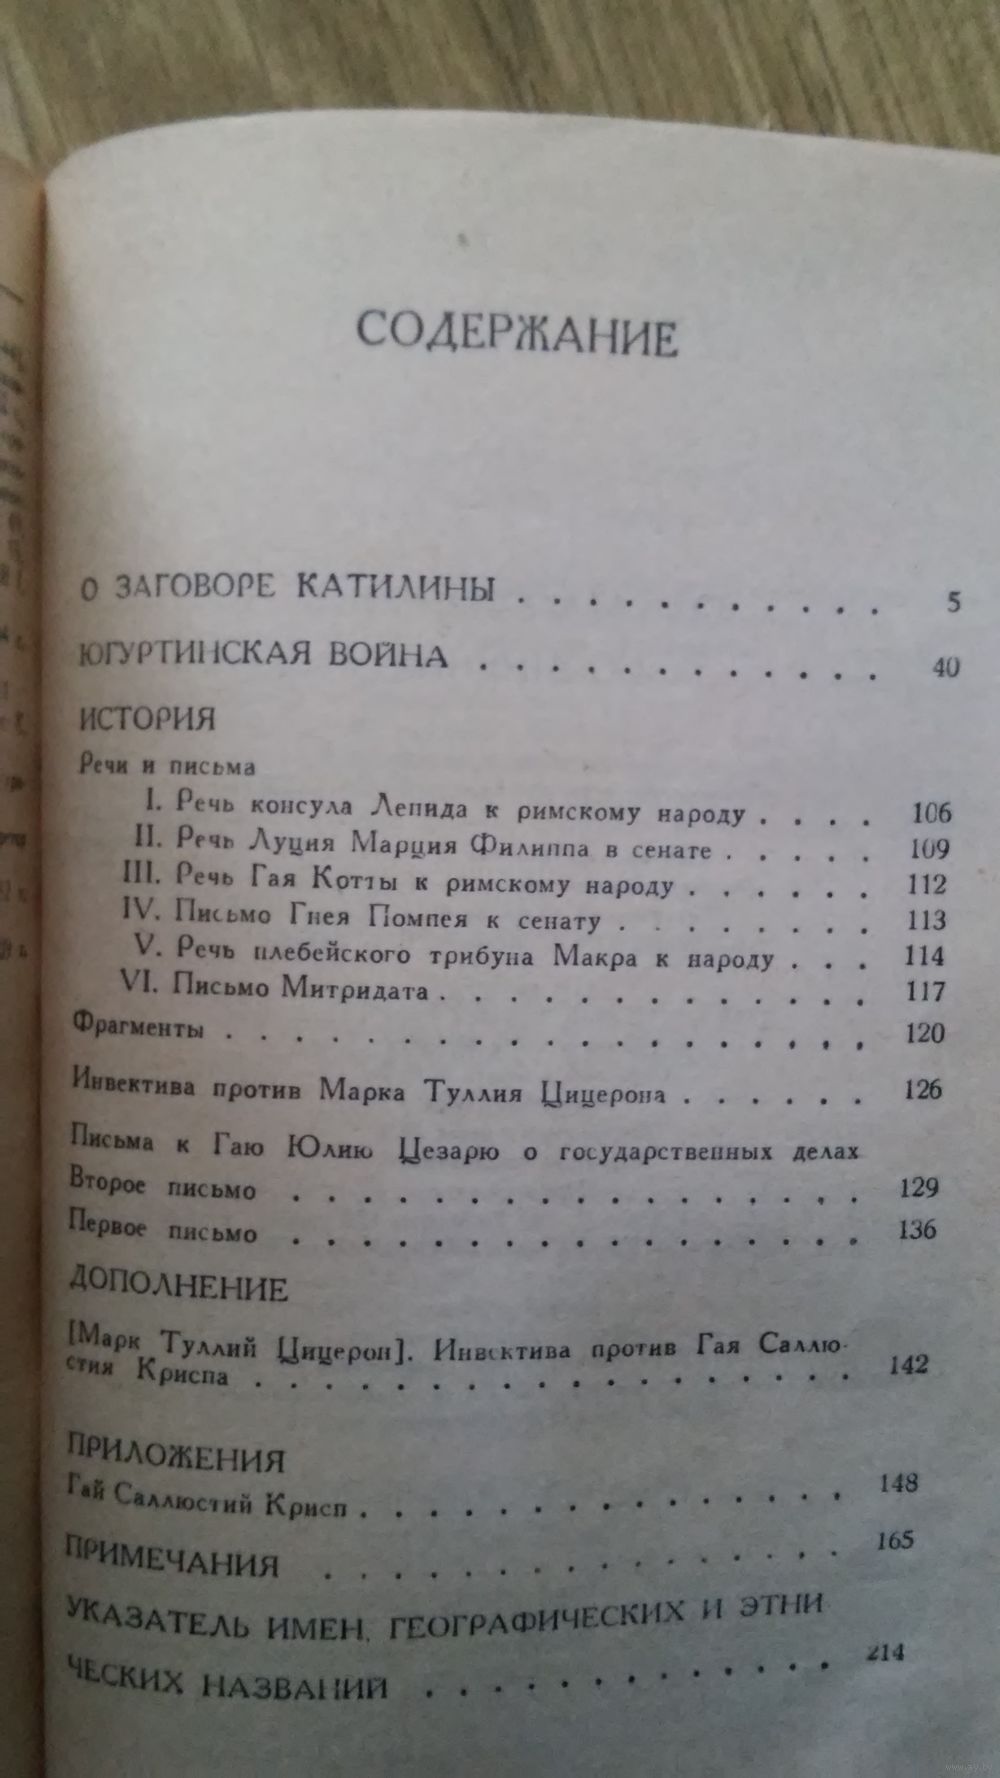 СОДЕРЖАНИЕ
О ЗАГОВОРЕ КАТИЛИНЫ . . . . . . . . . . . 5
ЮГУРТИНСКАЯ ВОЙНА . . . . . . . . . . . . 40
ИСТОРИЯ
Речи и письма
I. Речь консула Лепида к римскому народу . . . . 106
II. Речь Луция Марция Филиппа в сенате . . . . . 109
III. Речь Гая Котты к римскому народу . . . . . . 112
IV. Письмо Гнея Помпея к сенату . . . . . . . . 113
V. Речь плебейского трибуна Макра к народу . . . 114
VI. Письмо Митридата . . . . . . . . . . . . . 117
Фрагменты . . . . . . . . . . . . . . . . . . . 120
Инвектива против Марка Туллия Цицерона . . . . . . 126
Письма к Гаю Юлию Цезарю о государственных делах
Второе письмо . . . . . . . . . . . . . . . . . 129
Первое письмо . . . . . . . . . . . . . . . . . 136
ДОПОЛНЕНИЕ
[Марк Туллий Цицерон]. Инвектива против Гая Саллю-
стия Криспа . . . . . . . . . . . . . . . . . . 142
ПРИЛОЖЕНИЯ
Гай Саллюстий Крисп . . . . . . . . . . . . . . 148
ПРИМЕЧАНИЯ . . . . . . . . . . . . . . . 165
УКАЗАТЕЛЬ ИМЕН, ГЕОГРАФИЧЕСКИХ И ЭТНИ
ЧЕСКИХ НАЗВАНИЙ . . . . . . . . . . . . 214